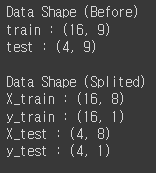 Data Shape (Before)
train : (16, 9)
test : (4, 9)
Data Shape (Splited)
X_train : (16, 8)
y_train : (16, 1)
X_test : (4, 8)
y_test : (4, 1)